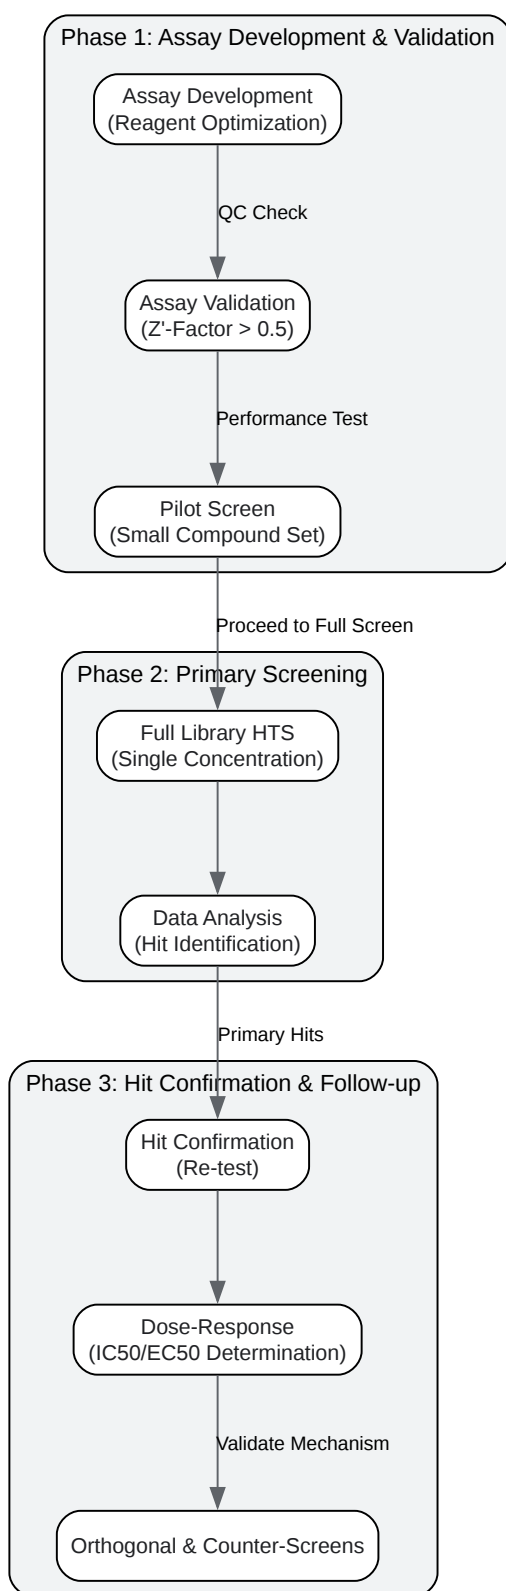 Phase 1: Assay Development & Validation
Assay Development
(Reagent Optimization)
QC Check
Assay Validation
(Z'-Factor > 0.5)
Performance Test
Pilot Screen
(Small Compound Set)
Proceed to Full Screen
Phase 2: Primary Screening
Full Library HTS
(Single Concentration)
Data Analysis
(Hit Identification)
Primary Hits
Phase 3: Hit Confirmation & Follow-up
Hit Confirmation
(Re-test)
Dose-Response
(IC50/EC50 Determination)
Validate Mechanism
Orthogonal & Counter-Screens